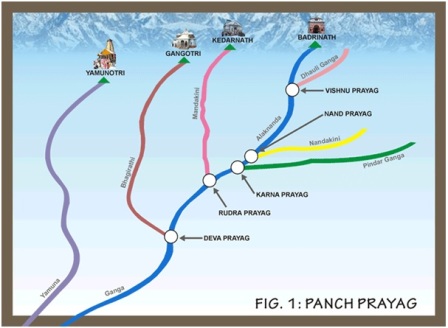 KEDARNATH
BADRINATH
GANGOTRI
YAMUNOTRI
Dhauli Ganga
VISHNU PRAYAG
Mandakini
Alaknanda
NAND PRAYAG
Nandakini
Pindar Ganga
Bhagirathi
KARNA PRAYAG
RUDRA PRAYAG
DEVA PRAYAG
Yamuna
Ganga
FIG. 1: PANCH PRAYAG